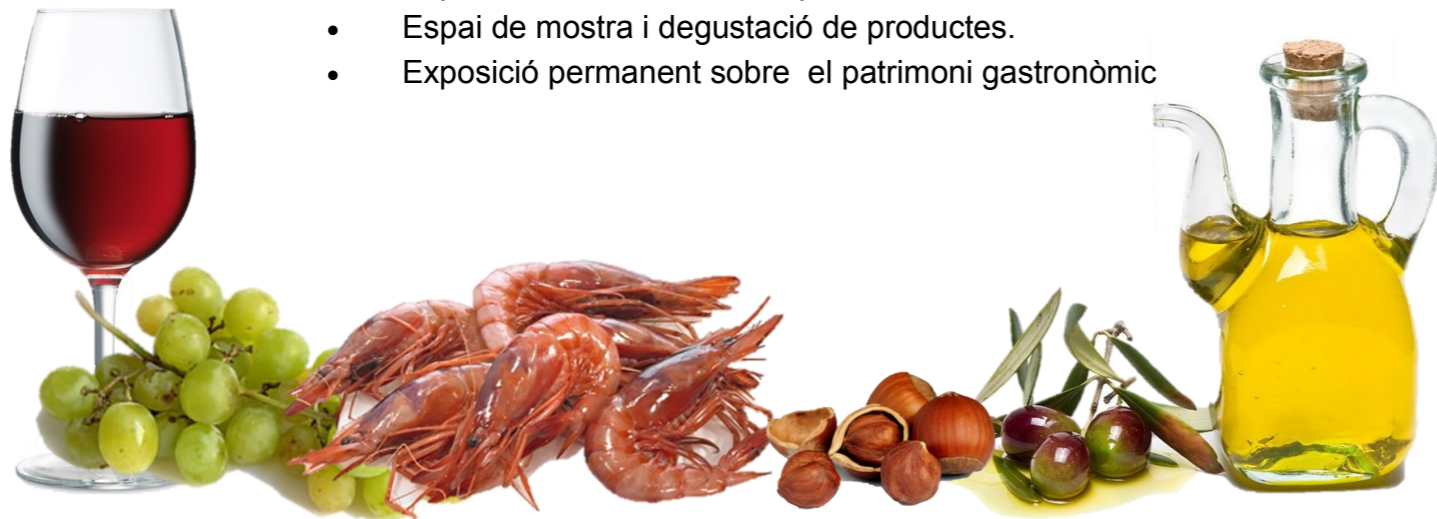 • Espai de mostra i degustació de productes.
• Exposició permanent sobre  el patrimoni gastronòmic